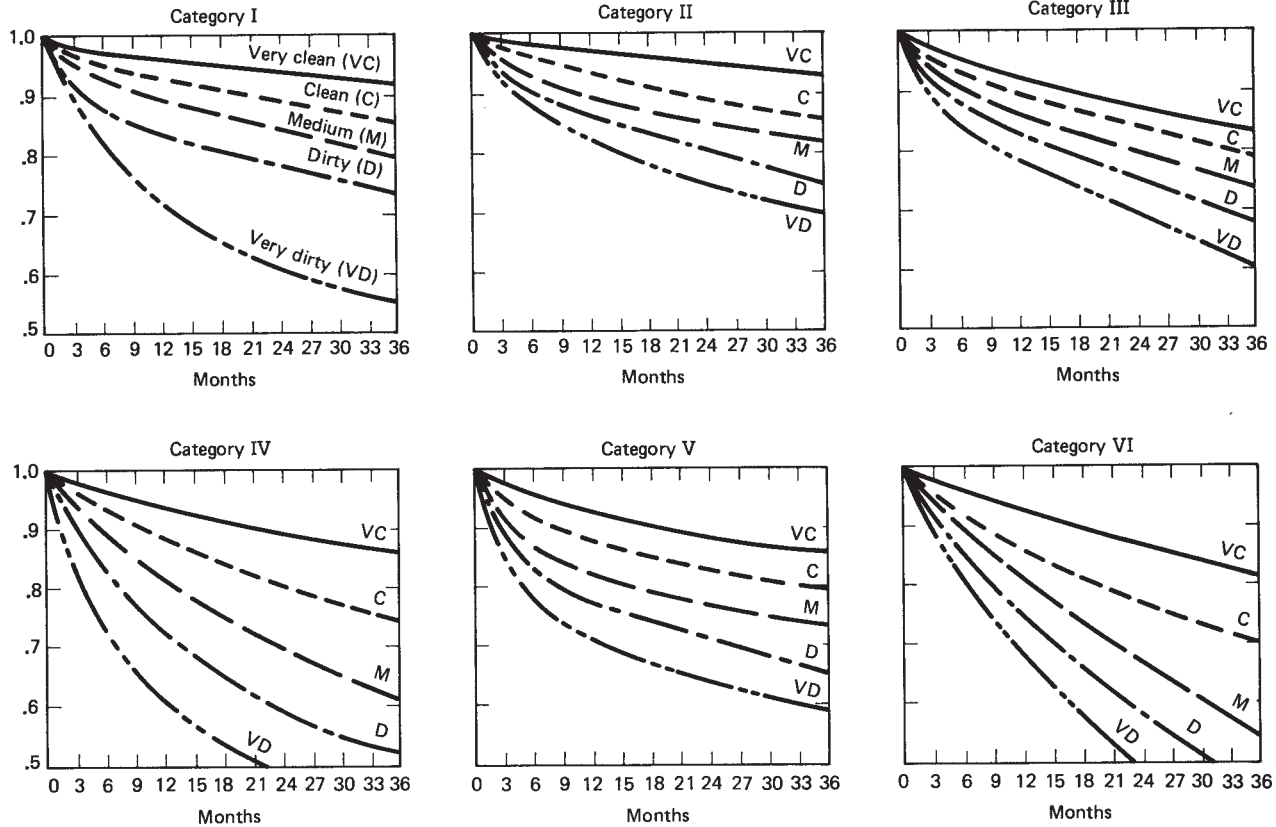 Category I
Category II
Category III
1.0
.9
.8
.7
.6
.5
Very clean (VC)
Clean (C)
Medium (M)
Dirty (D)
Very dirty (VD)
VC
C
M
D
VD
VC
C
M
D
VD
0 3 6 9 12 15 18 21 24 27 30 33 36
0 3 6 9 12 15 18 21 24 27 30 33 36
0 3 6 9 12 15 18 21 24 27 30 33 36
Months
Months
Months
Category IV
Category V
Category VI
1.0
.9
.8
.7
.6
.5
VC
C
M
D
VD
VC
C
M
D
VD
VC
C
M
D
VD
0 3 6 9 12 15 18 21 24 27 30 33 36
0 3 6 9 12 15 18 21 24 27 30 33 36
0 3 6 9 12 15 18 21 24 27 30 33 36
Months
Months
Months